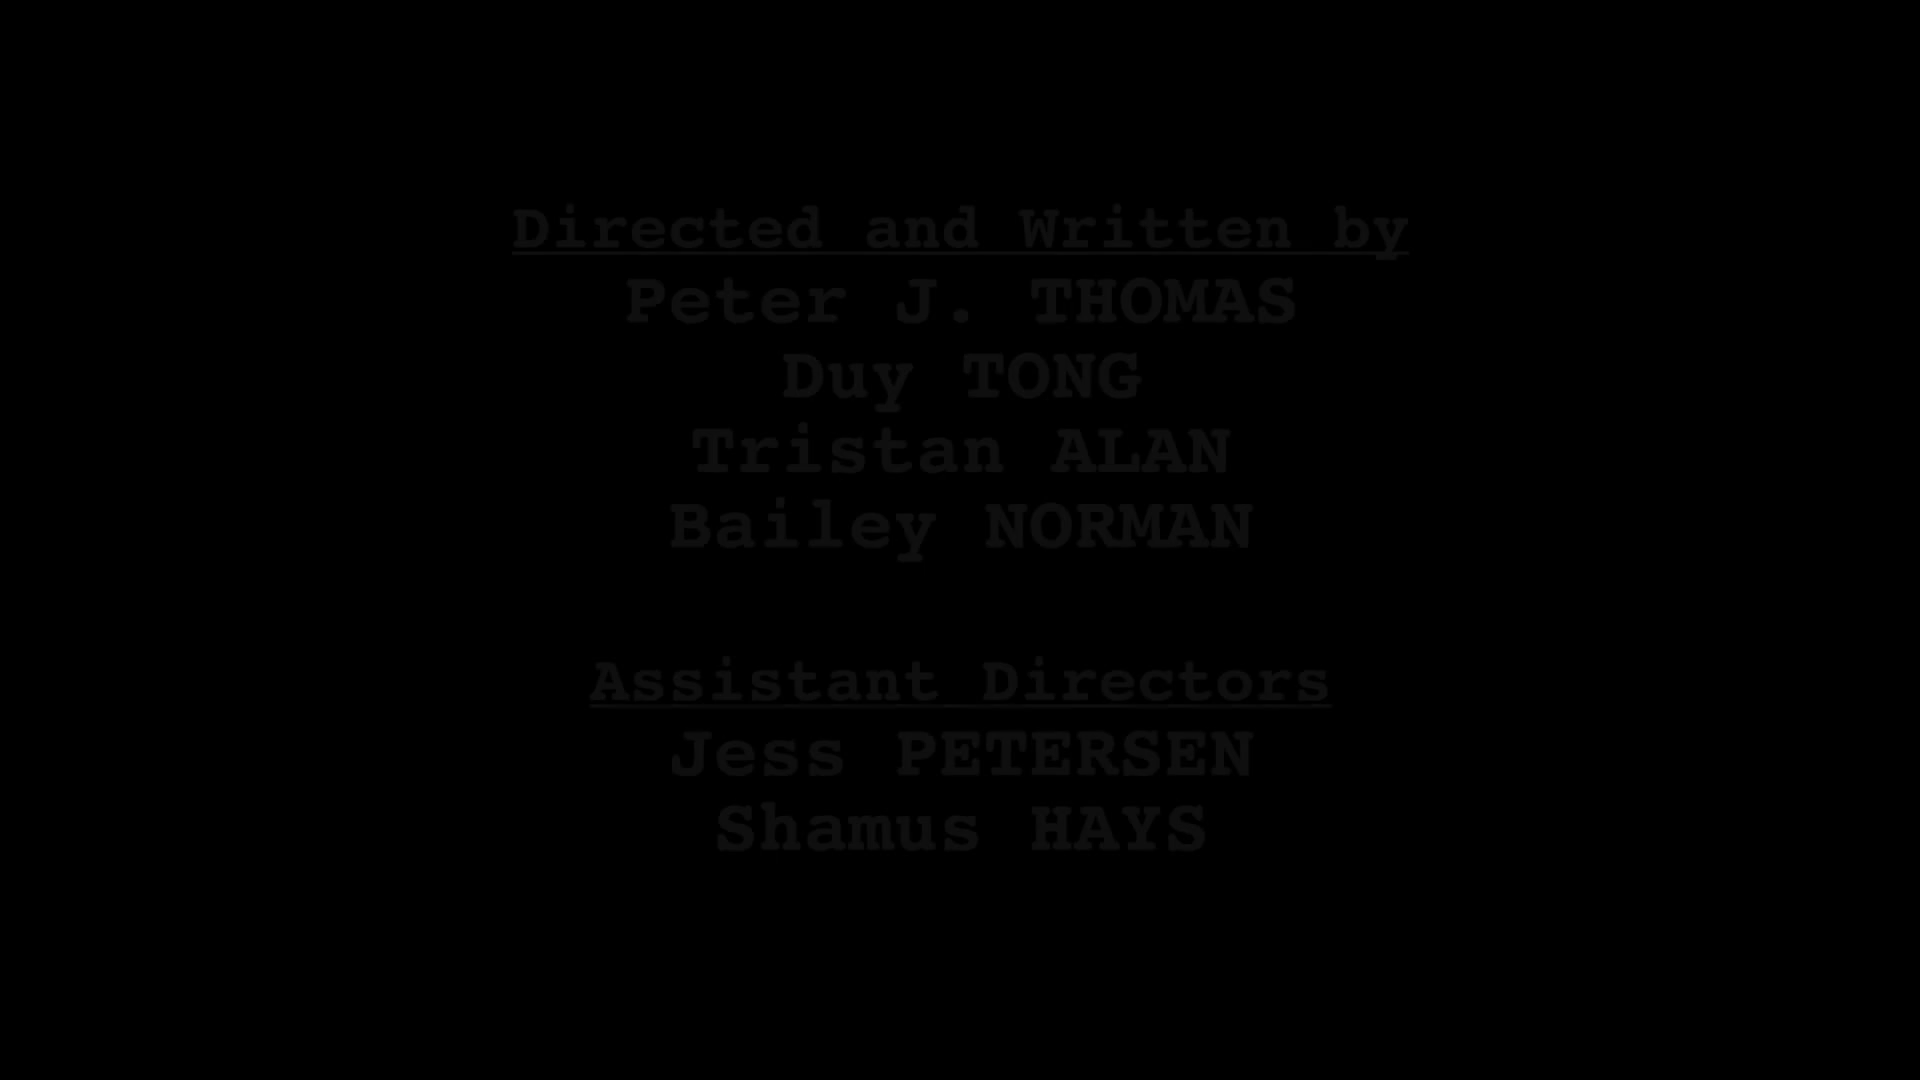 Directed and Written by
Peter J. THOMAS
Duy TONG
Tristan ALAN
Bailey NORMAN
Assistant Directors
Jess PETERSEN
Shamus HAYS